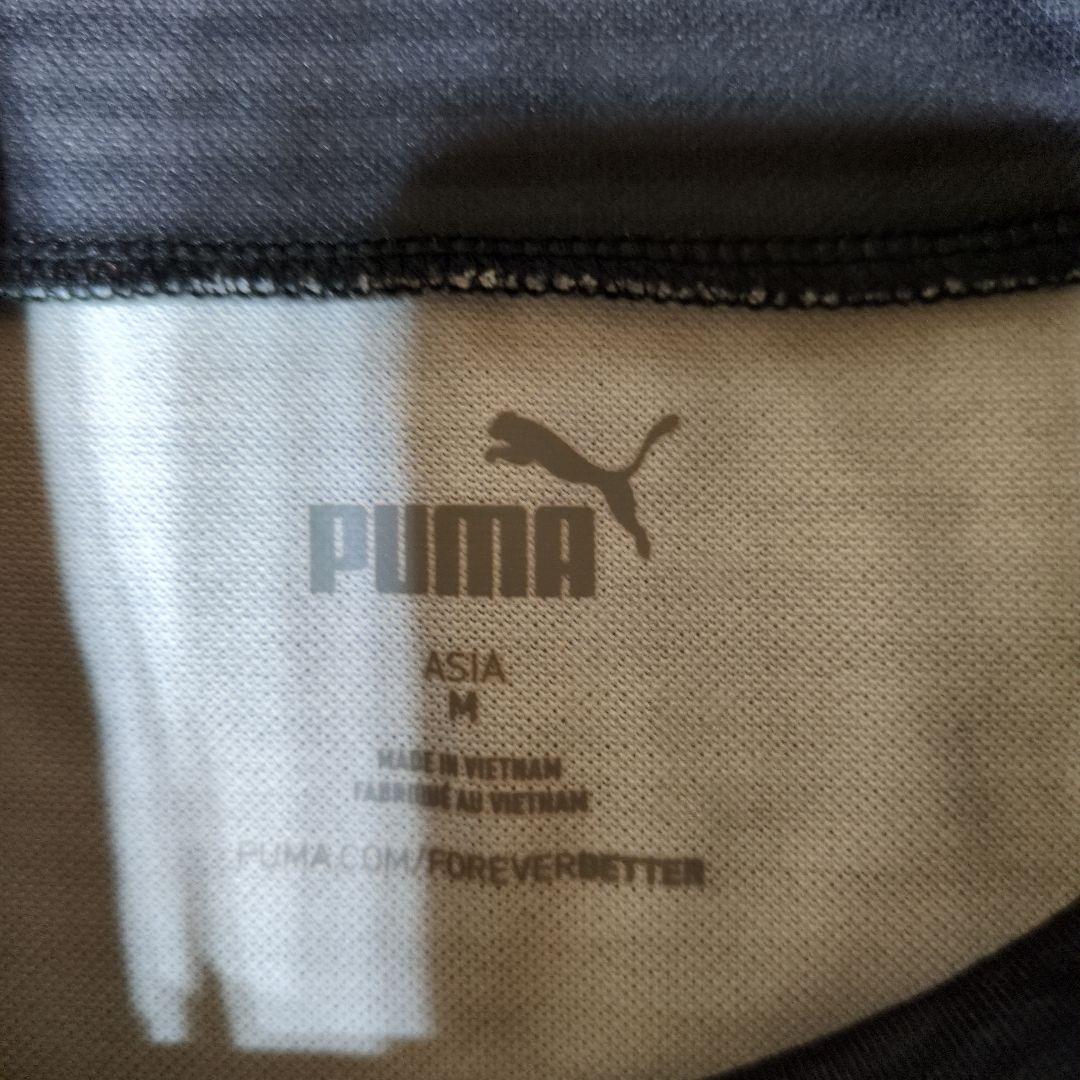 PUMA
ASIA
M
MADE IN VIETNAM
FABRIQUÉ AU VIETNAM
PUMA.COM/FOREVERBETTER